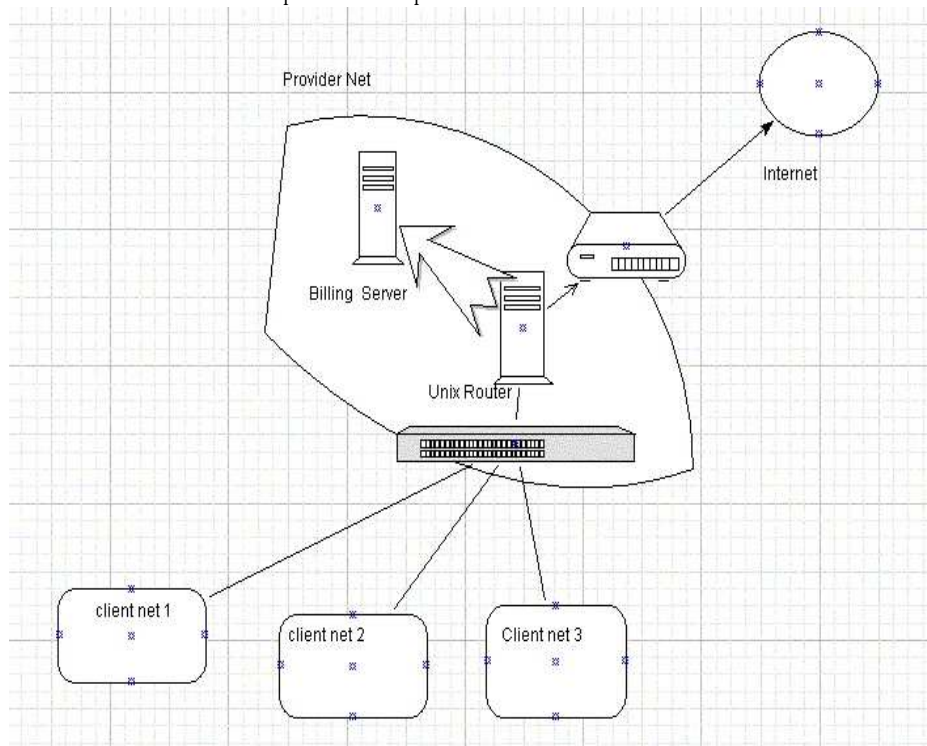 Provider Net
Internet
Billing Server
Unix Router
client net 1
client net 2
Client net 3